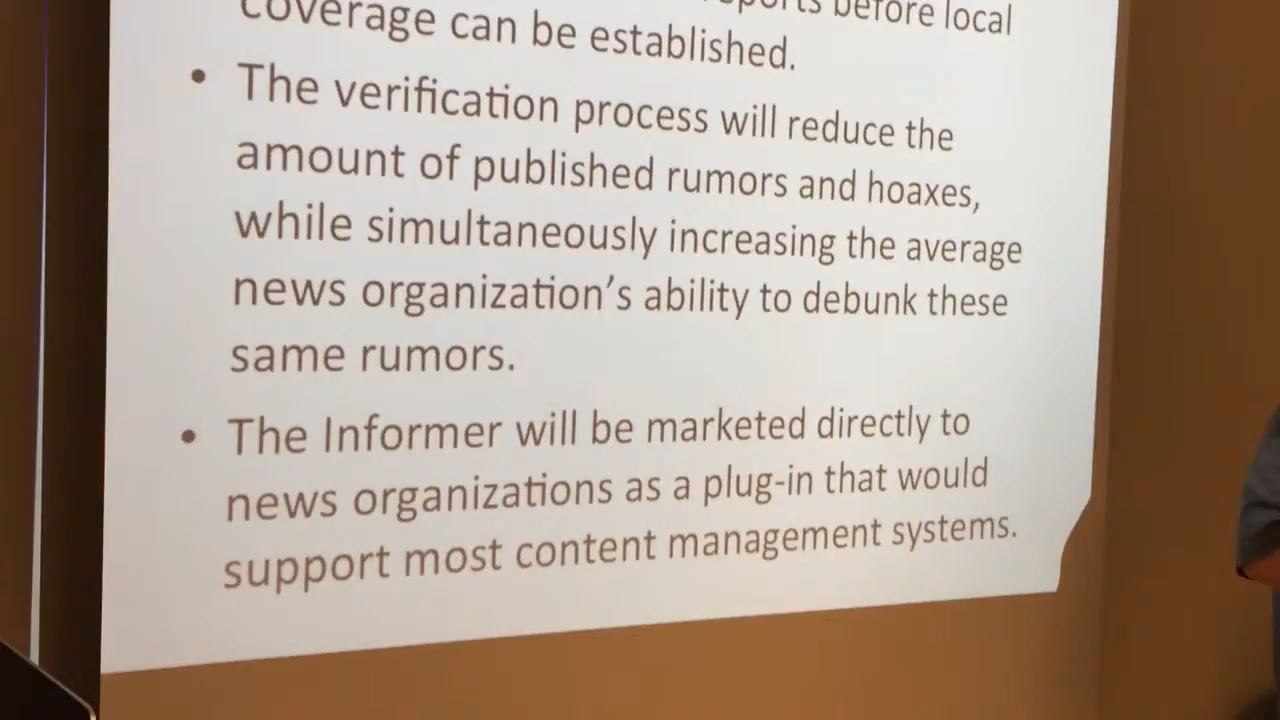 before local
coverage can be established.
• The verification process will reduce the
amount of published rumors and hoaxes,
while simultaneously increasing the average
news organization’s ability to debunk these
same rumors.
• The Informer will be marketed directly to
news organizations as a plug-in that would
support most content management systems.